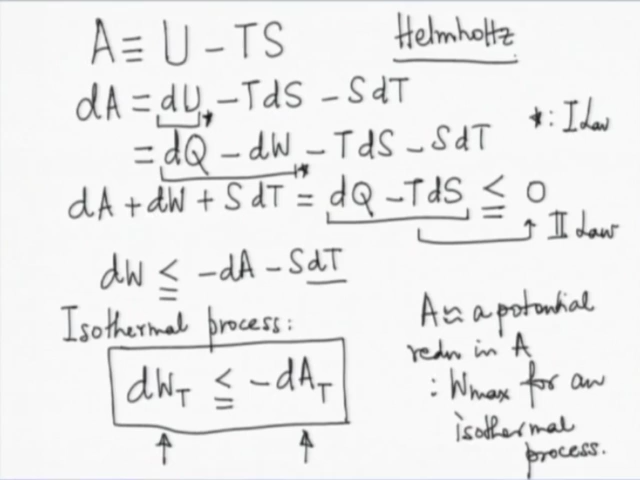 A ≡ U - TS
Helmholtz
dA = dU - TdS - SdT
*: I Law
= dQ - dW - TdS - SdT
dA + dW + SdT = dQ - TdS ≤ 0
II Law
dW ≤ -dA - SdT
Isothermal process:
dW_T ≤ -dA_T
A ≈ a potential
redn in A
: Wmax for an
isothermal
process.